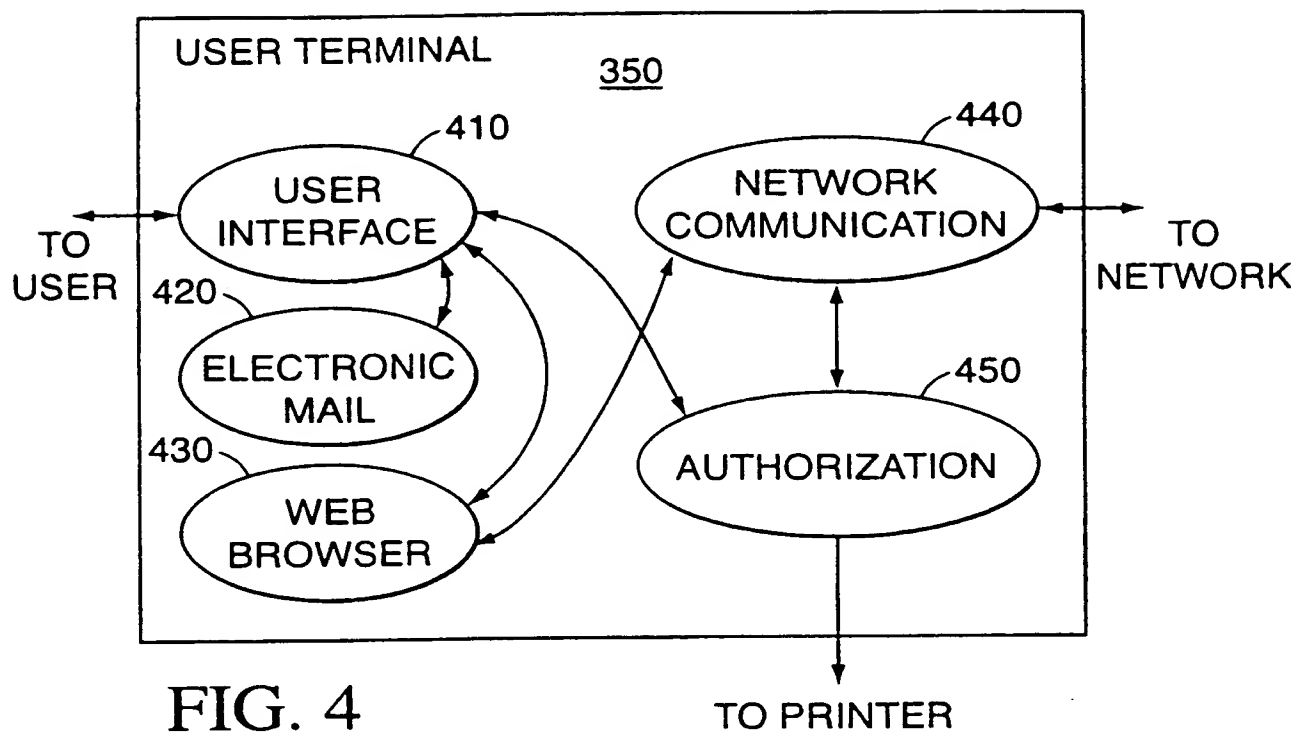 USER TERMINAL
350
410
USER
INTERFACE
TO
USER
420
ELECTRONIC
MAIL
430
WEB
BROWSER
440
NETWORK
COMMUNICATION
TO
NETWORK
450
AUTHORIZATION
TO PRINTER
FIG. 4